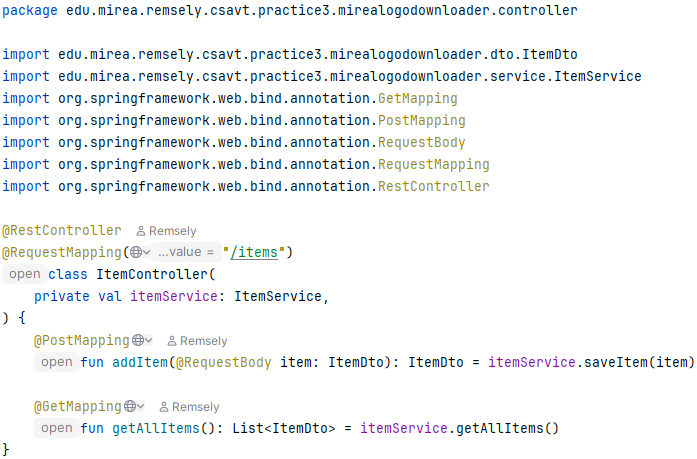 package edu.mirea.remsely.csavt.practice3.mirealogodownloader.controller
import edu.mirea.remsely.csavt.practice3.mirealogodownloader.dto.ItemDto
import edu.mirea.remsely.csavt.practice3.mirealogodownloader.service.ItemService
import org.springframework.web.bind.annotation.GetMapping
import org.springframework.web.bind.annotation.PostMapping
import org.springframework.web.bind.annotation.RequestBody
import org.springframework.web.bind.annotation.RequestMapping
import org.springframework.web.bind.annotation.RestController
@RestController Remsely
@RequestMapping(...value = "/items")
open class ItemController(
    private val itemService: ItemService,
) {
    @PostMapping Remsely
    open fun addItem(@RequestBody item: ItemDto): ItemDto = itemService.saveItem(item)
    @GetMapping Remsely
    open fun getAllItems(): List<ItemDto> = itemService.getAllItems()
}